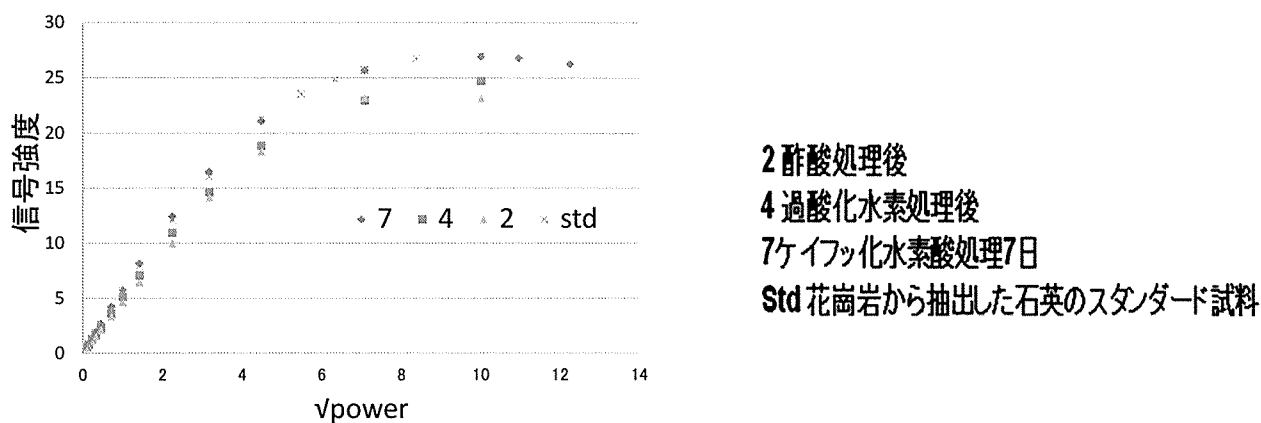 30
25
20
15
10
5
0
信号強度
7 4 2 std
0 2 4 6 8 10 12 14
√power
2 酢酸処理後
4 過酸化水素処理後
7ケイフッ化水素酸処理7日
Std 花崗岩から抽出した石英のスタンダード試料